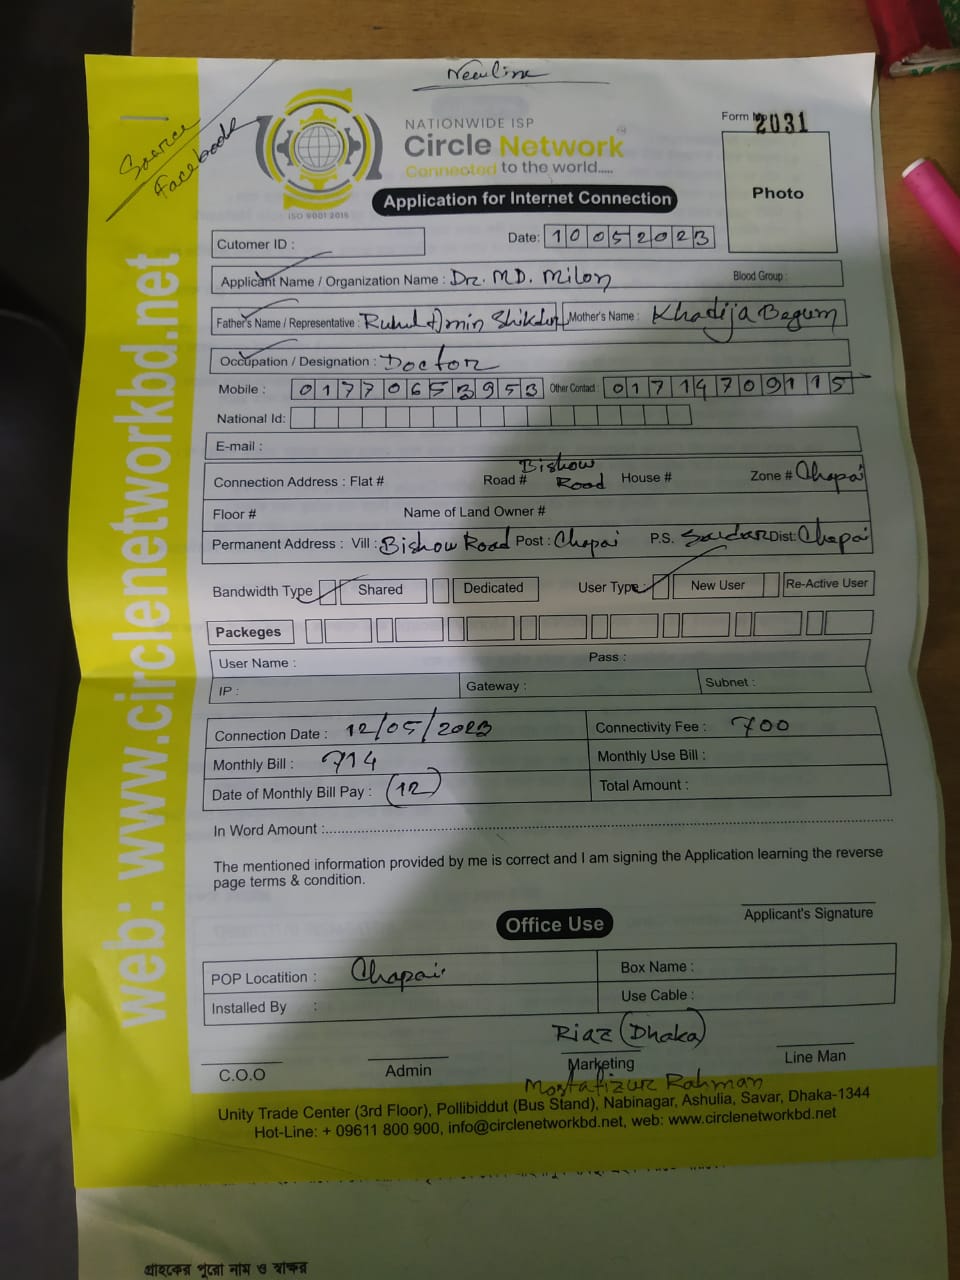 Newline
Source
Facebook
NATIONWIDE ISP
Circle Network
Connected to the world.....
ISO 9001:2015
Form No 2031
Photo
Application for Internet Connection
Cutomer ID :
Date: 10052023
Applicant Name / Organization Name : Dr. MD. Milon Blood Group :
Father's Name / Representative : Ruhul Amin Shikdar Mother's Name : Khadija Begum
Occupation / Designation : Doctor
Mobile : 01770653953 Other Contact : 01714709115
National Id:
E-mail :
Connection Address : Flat # Road # Bishow Road House # Zone # Chapai
Floor # Name of Land Owner #
Permanent Address : Vill : Bishow Road Post : Chapai P.S. Sardar Dist: Chapai
Bandwidth Type Shared Dedicated User Type New User Re-Active User
Packeges
User Name : Pass :
IP : Gateway : Subnet :
Connection Date : 12/05/2023 Connectivity Fee : 700
Monthly Bill : 714 Monthly Use Bill :
Date of Monthly Bill Pay : (12) Total Amount :
In Word Amount :
The mentioned information provided by me is correct and I am signing the Application learning the reverse
page terms & condition.
Applicant's Signature
Office Use
POP Locatition : Chapai Box Name :
Installed By : Use Cable :
Riaz (Dhaka)
C.O.O Admin Marketing Line Man
Mostafizur Rahman
Unity Trade Center (3rd Floor), Pollibiddut (Bus Stand), Nabinagar, Ashulia, Savar, Dhaka-1344
Hot-Line: + 09611 800 900, info@circlenetworkbd.net, web: www.circlenetworkbd.net
web: www.circlenetworkbd.net
গ্রাহকের পুরো নাম ও স্বাক্ষর